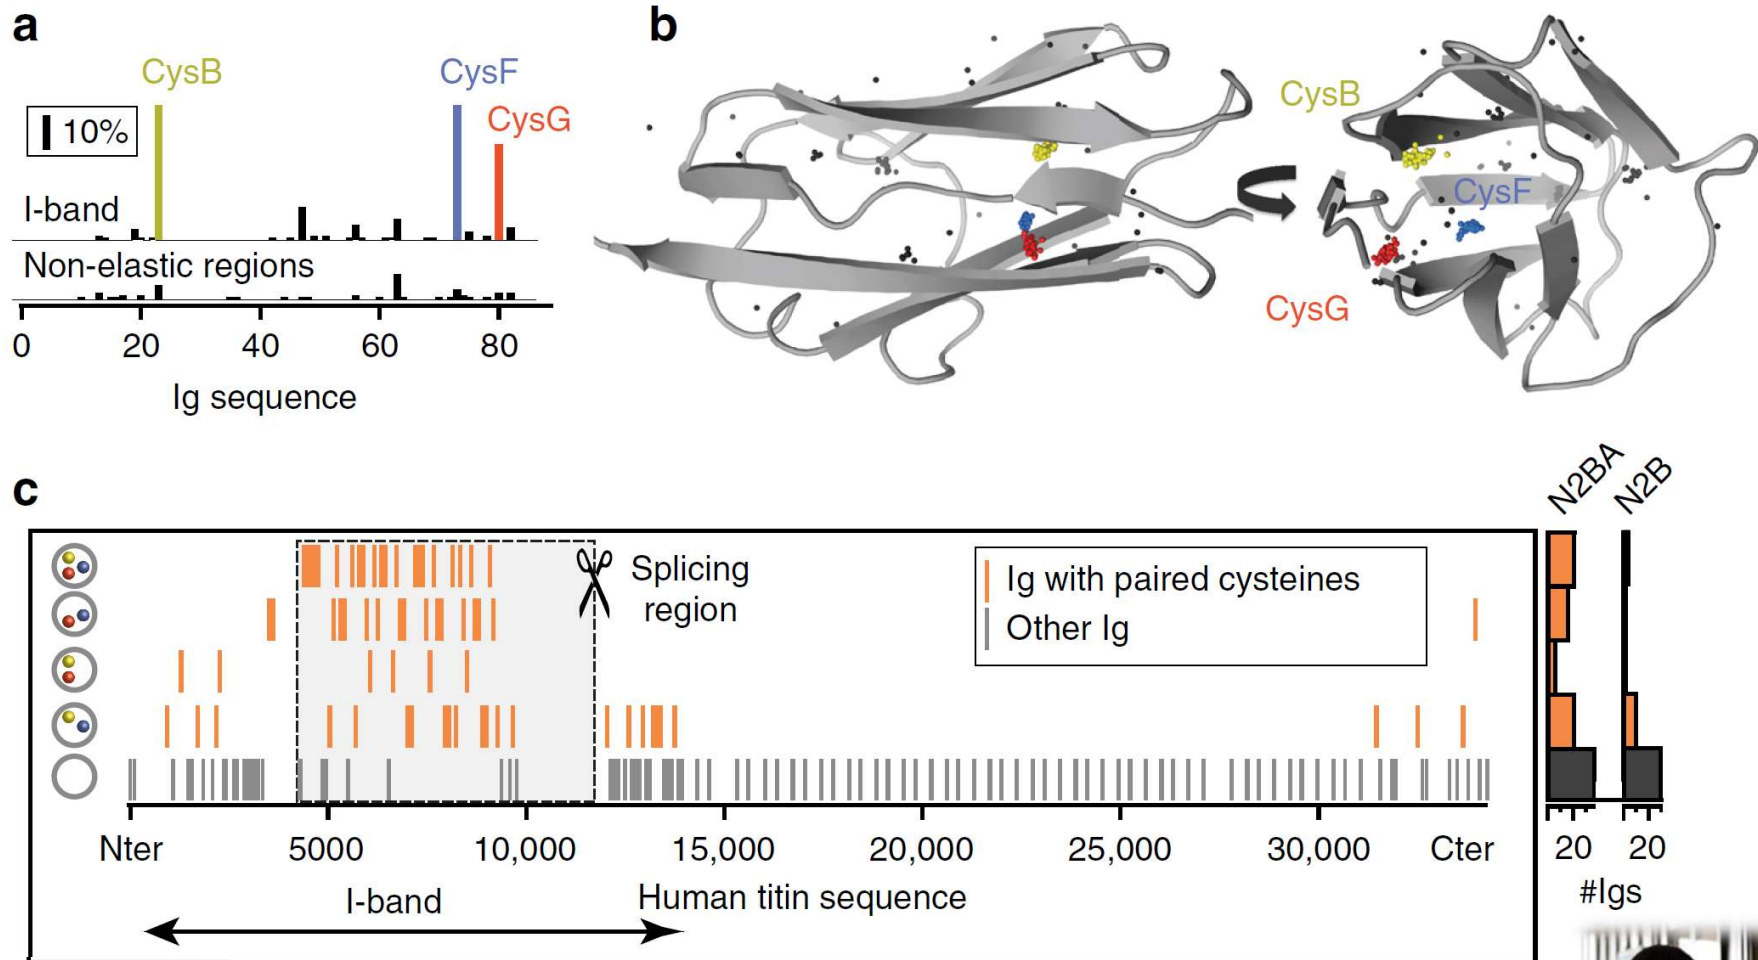 a
CysB
CysF
CysG
10%
I-band
Non-elastic regions
0 20 40 60 80
Ig sequence
b
CysB
CysF
CysG
c
N2BA N2B
Splicing
region
Ig with paired cysteines
Other Ig
Nter 5000 10,000 15,000 20,000 25,000 30,000 Cter
20 20
#Igs
I-band
Human titin sequence